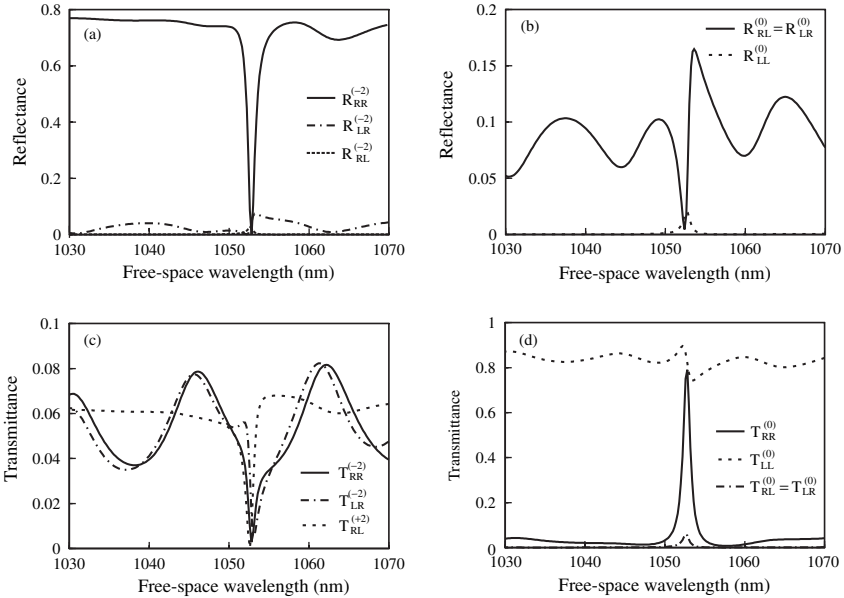 (a)
0.8
0.6
0.4
0.2
0
Reflectance
R_RR^(−2)
R_LR^(−2)
R_RL^(−2)
1030 1040 1050 1060 1070
Free-space wavelength (nm)
(b)
0.2
0.15
0.1
0.05
0
Reflectance
R_RL^(0) = R_LR^(0)
R_LL^(0)
1030 1040 1050 1060 1070
Free-space wavelength (nm)
(c)
0.1
0.08
0.06
0.04
0.02
0
Transmittance
T_RR^(−2)
T_LR^(−2)
T_RL^(+2)
1030 1040 1050 1060 1070
Free-space wavelength (nm)
(d)
1
0.8
0.6
0.4
0.2
0
Transmittance
T_RR^(0)
T_LL^(0)
T_RL^(0) = T_LR^(0)
1030 1040 1050 1060 1070
Free-space wavelength (nm)